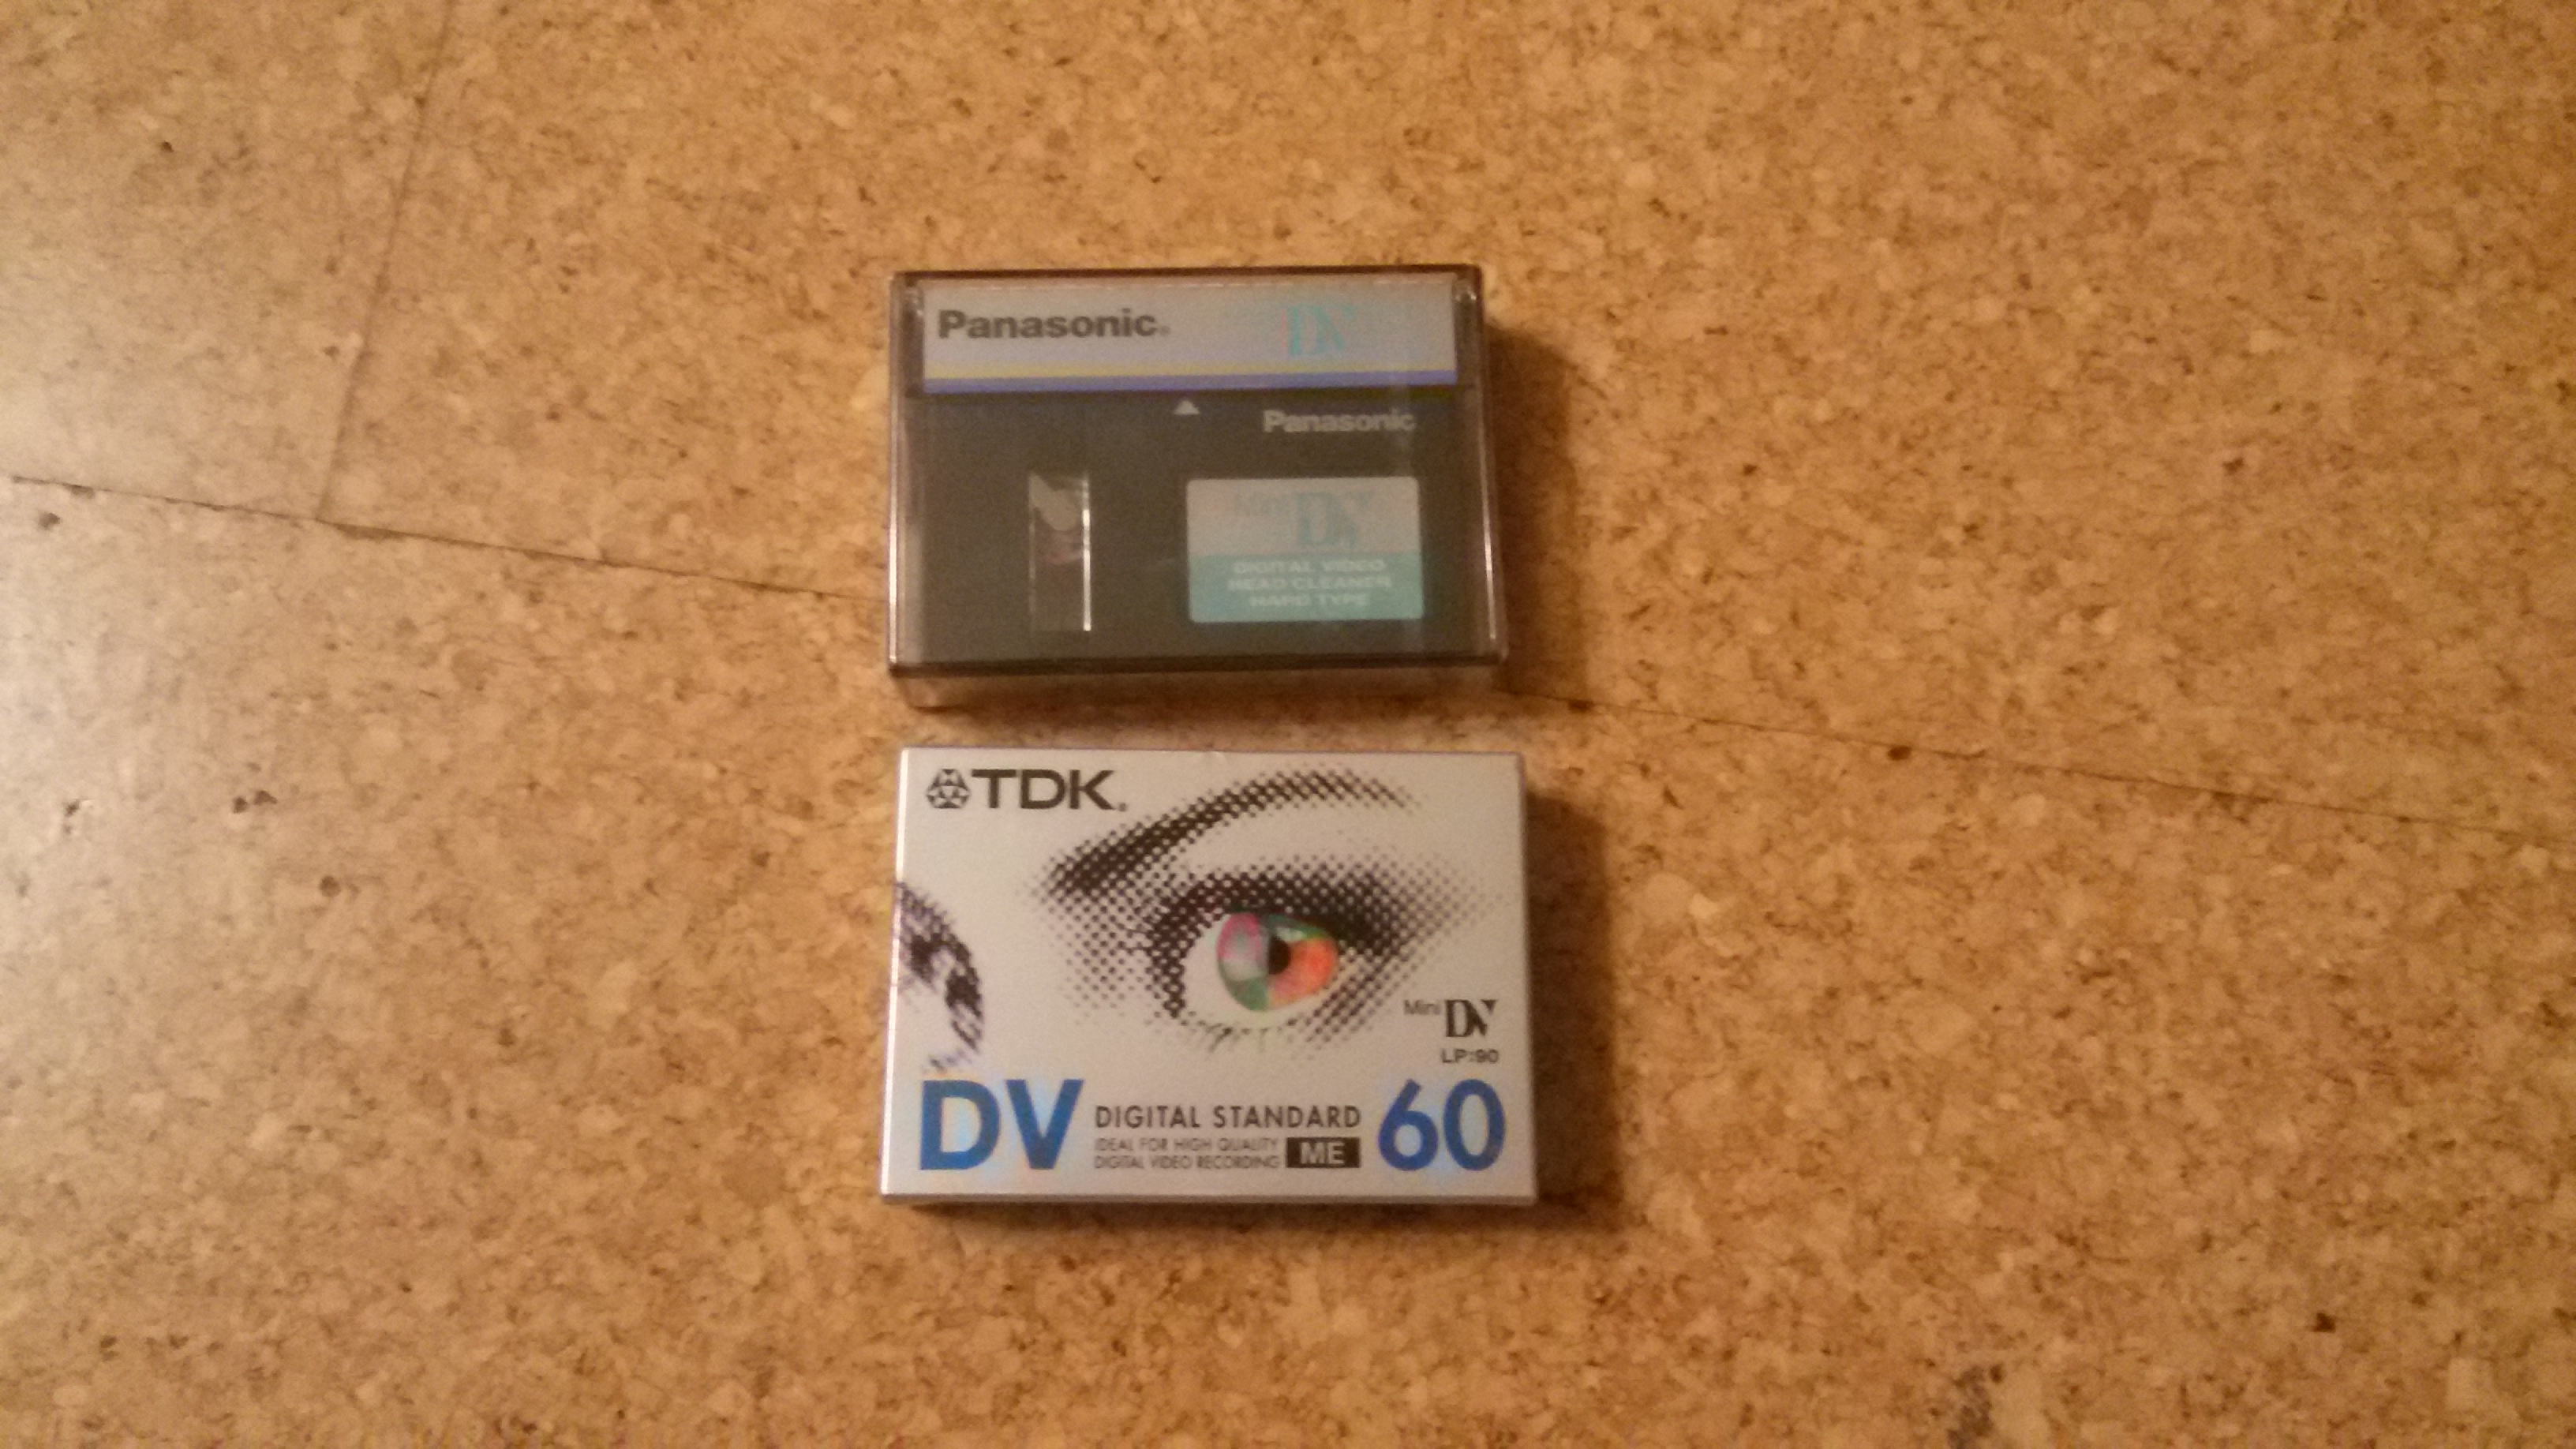 Panasonic DV
Panasonic
Mini DV
DIGITAL VIDEO
HEAD CLEANER
HARD TYPE
TDK.
Mini DV
LP:90
DV DIGITAL STANDARD 60
IDEAL FOR HIGH QUALITY
DIGITAL VIDEO RECORDING ME